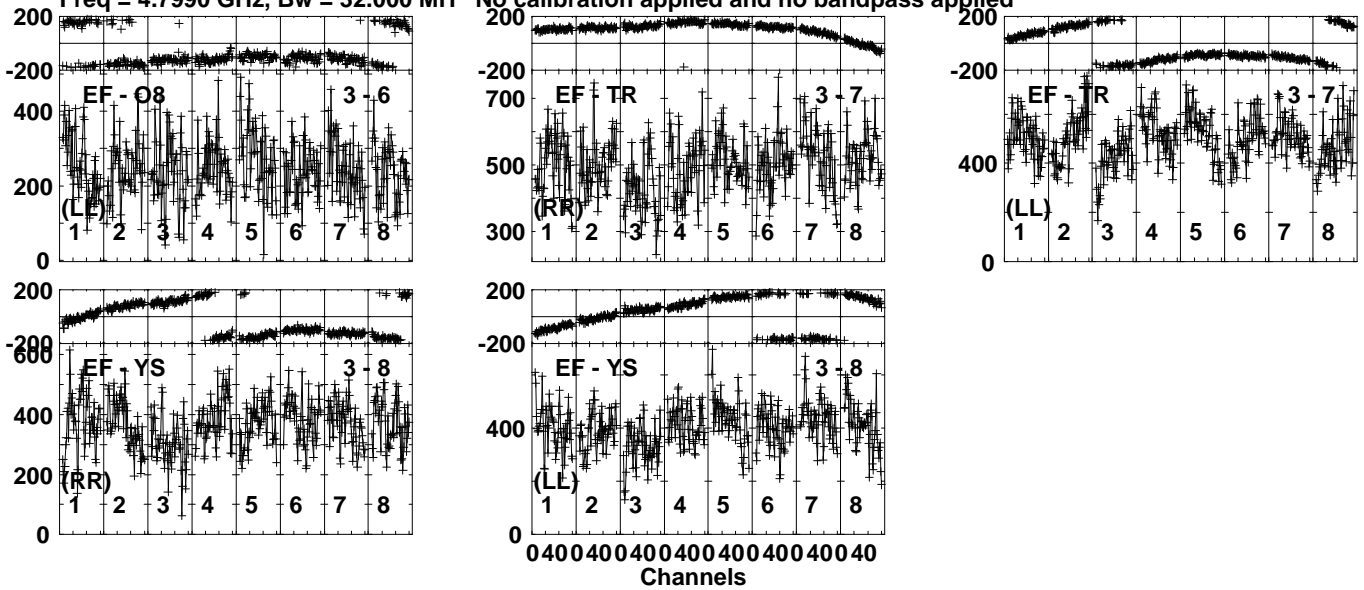 Freq = 4.7990 GHz, Bw = 32.000 MH No calibration applied and no bandpass applied
200 200 200
-200 -200 -200
EF - O8 3 - 6 EF - TR 3 - 7 EF - TR 3 - 7
400 700
200 500 400
(LL) (RR) (LL)
300
1 2 3 4 5 6 7 8 1 2 3 4 5 6 7 8 1 2 3 4 5 6 7 8
0 0
200 200
-200 -200
600
EF - YS 3 - 8 EF - YS 3 - 8
400 400
200
(RR) (LL)
1 2 3 4 5 6 7 8 1 2 3 4 5 6 7 8
0 0
0 40 0 40 0 40 0 40 0 40 0 40 0 40 0 40
Channels